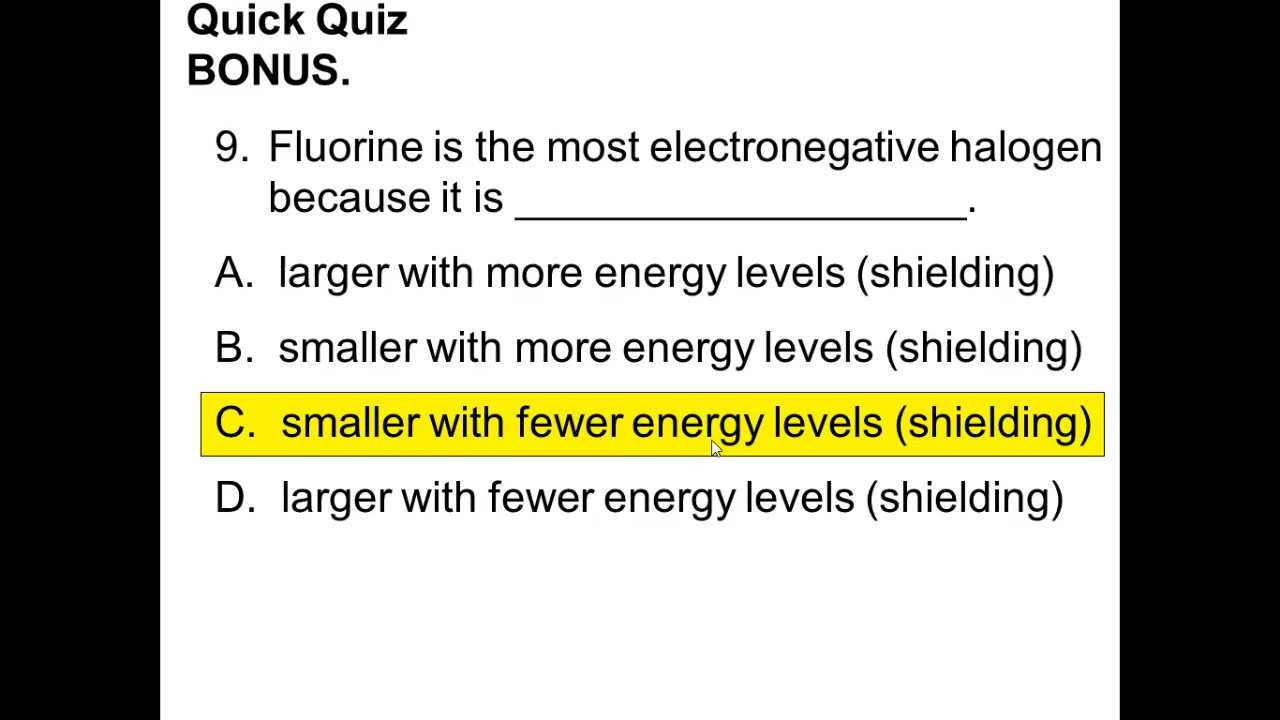 Quick Quiz
BONUS.
9. Fluorine is the most electronegative halogen
because it is ___________________.
A. larger with more energy levels (shielding)
B. smaller with more energy levels (shielding)
C. smaller with fewer energy levels (shielding)
D. larger with fewer energy levels (shielding)